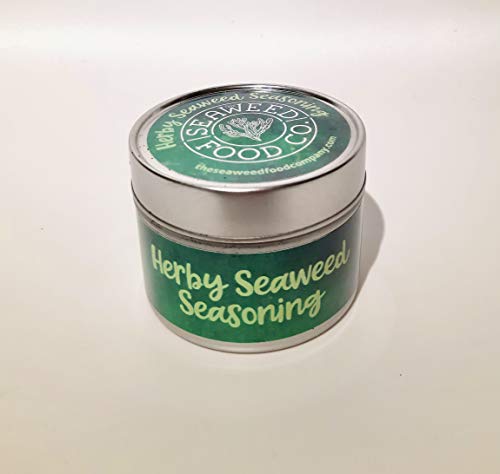 Herby Seaweed Seasoning
SEAWEED
FOOD CO.
theseaweedfoodcompany.com
Herby Seaweed
Seasoning